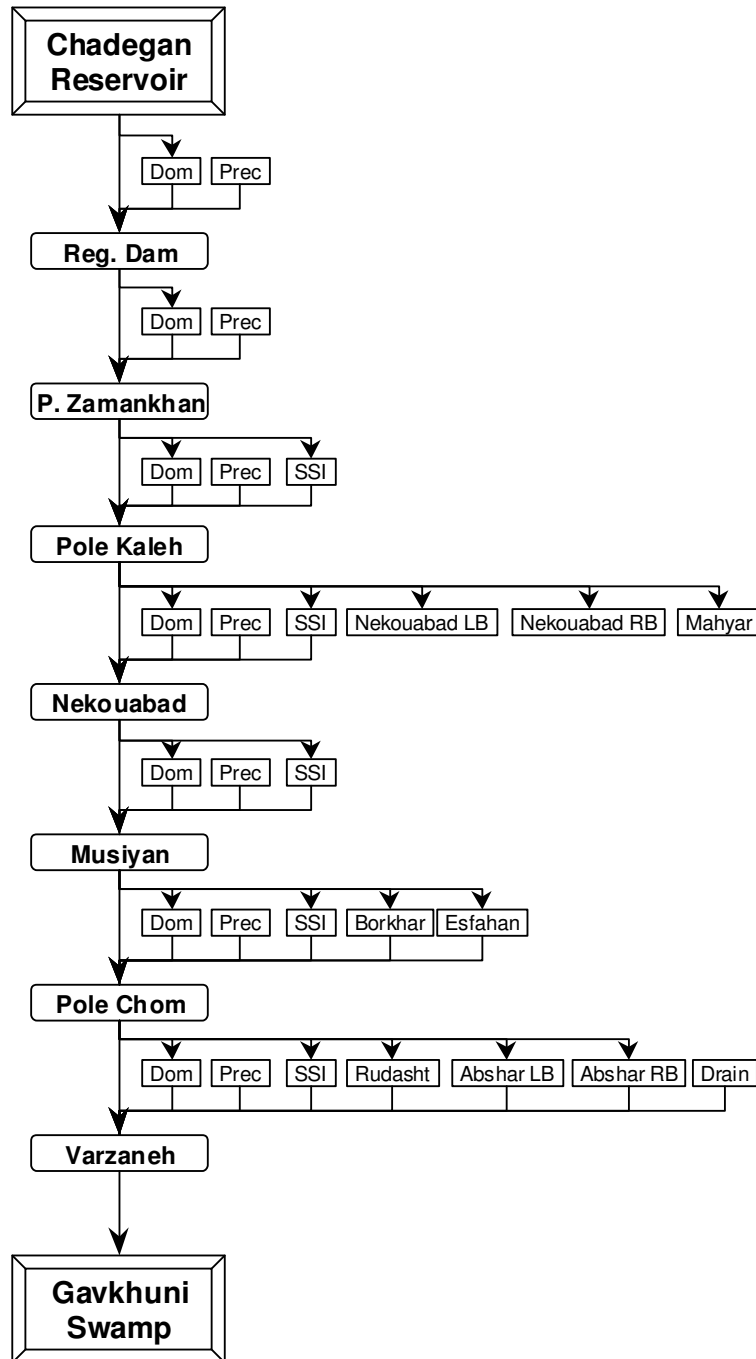 Chadegan
Reservoir
Dom Prec
Reg. Dam
Dom Prec
P. Zamankhan
Dom Prec SSI
Pole Kaleh
Dom Prec SSI Nekouabad LB Nekouabad RB Mahyar
Nekouabad
Dom Prec SSI
Musiyan
Dom Prec SSI Borkhar Esfahan
Pole Chom
Dom Prec SSI Rudasht Abshar LB Abshar RB Drain
Varzaneh
Gavkhuni
Swamp